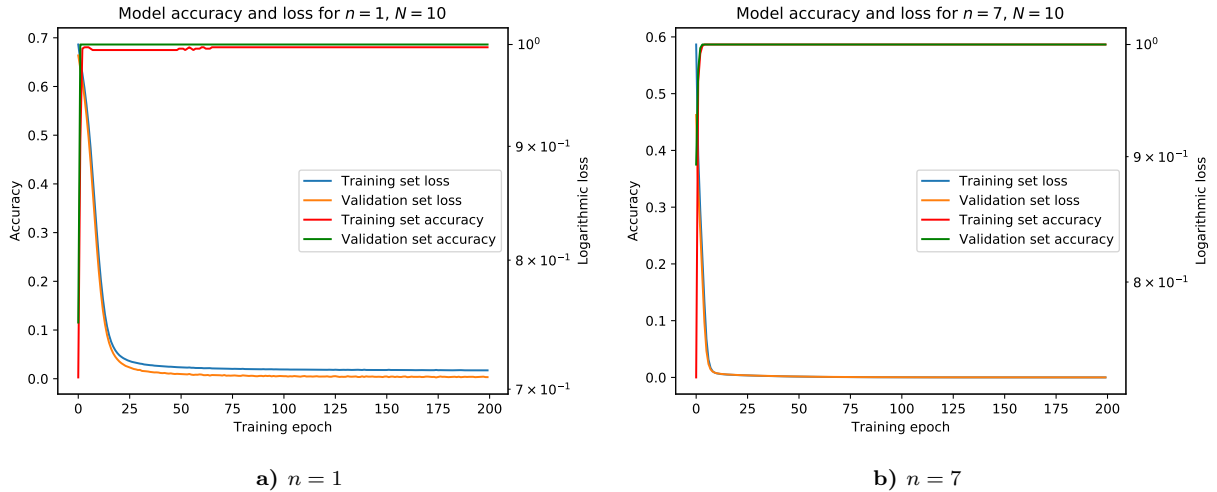 Model accuracy and loss for n = 1, N = 10
0.7
0.6
0.5
0.4
0.3
0.2
0.1
0.0
Accuracy
10⁰
9 × 10⁻¹
8 × 10⁻¹
7 × 10⁻¹
Logarithmic loss
Training set loss
Validation set loss
Training set accuracy
Validation set accuracy
0 25 50 75 100 125 150 175 200
Training epoch
a) n = 1
Model accuracy and loss for n = 7, N = 10
0.6
0.5
0.4
0.3
0.2
0.1
0.0
Accuracy
10⁰
9 × 10⁻¹
8 × 10⁻¹
Logarithmic loss
Training set loss
Validation set loss
Training set accuracy
Validation set accuracy
0 25 50 75 100 125 150 175 200
Training epoch
b) n = 7